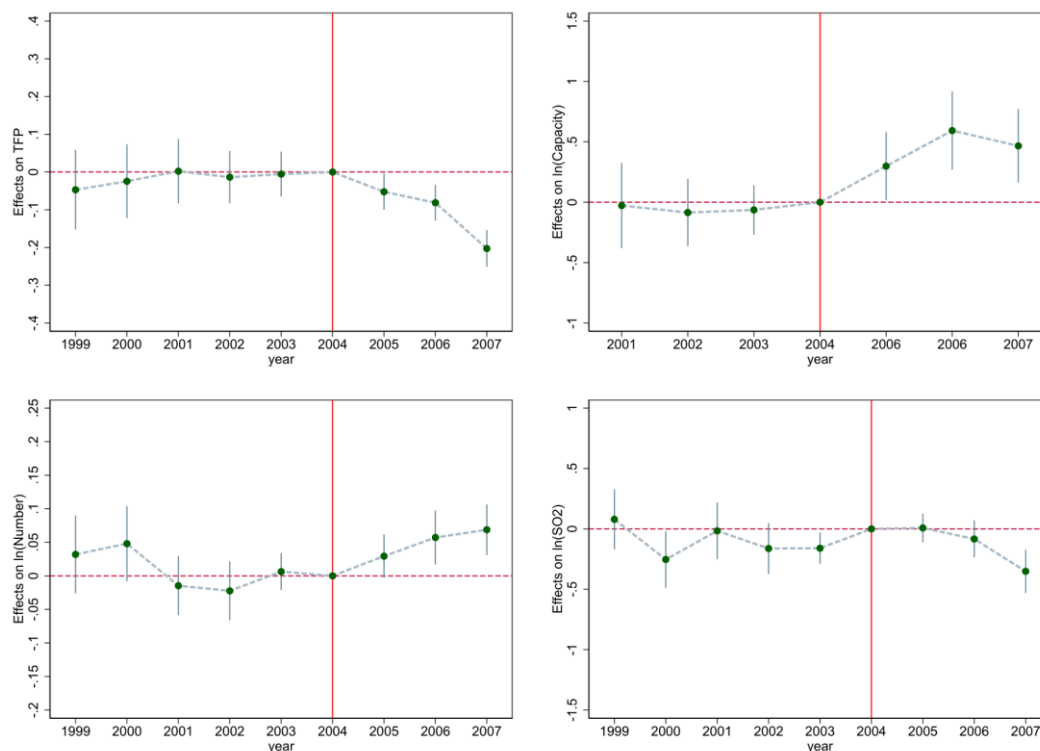 Effects on TFP
.4
.3
.2
.1
0
-.1
-.2
-.3
-.4
1999 2000 2001 2002 2003 2004 2005 2006 2007
year
Effects on ln(Capacity)
1.5
1
.5
0
-.5
-1
2001 2002 2003 2004 2006 2006 2007
year
Effects on ln(Number)
.25
.2
.15
.1
.05
0
-.05
-.1
-.15
-.2
1999 2000 2001 2002 2003 2004 2005 2006 2007
year
Effects on ln(SO2)
1
.5
0
-.5
-1
-1.5
1999 2000 2001 2002 2003 2004 2005 2006 2007
year